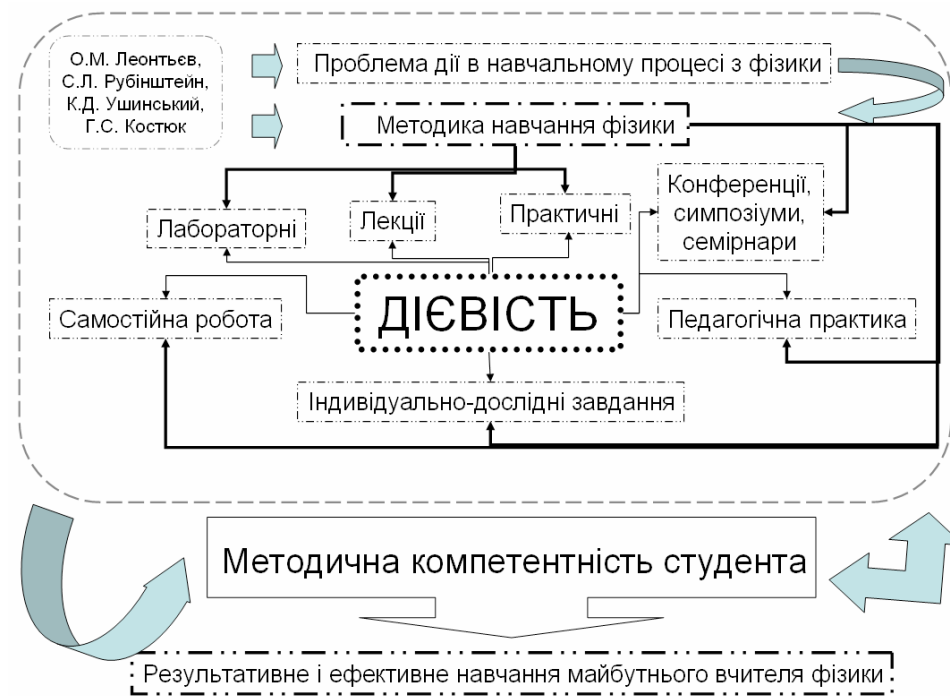 О.М. Леонтьєв,
С.Л. Рубінштейн,
К.Д. Ушинський,
Г.С. Костюк
Проблема дії в навчальному процесі з фізики
Методика навчання фізики
Лабораторні
Лекції
Практичні
Конференції,
симпозіуми,
семірнари
Самостійна робота
ДІЄВІСТЬ
Педагогічна практика
Індивідуально-дослідні завдання
Методична компетентність студента
Результативне і ефективне навчання майбутнього вчителя фізики